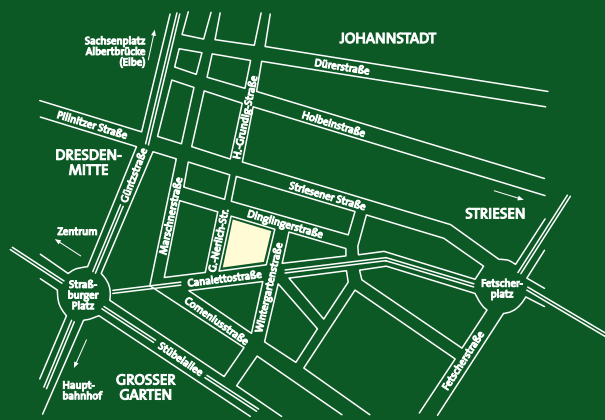 JOHANNSTADT
Sachsenplatz
Albertbrücke
(Elbe)
Dürerstraße
H.-Grundig-Straße
Holbeinstraße
Pillnitzer Straße
DRESDEN-
MITTE
Güntzstraße
Marschnerstraße
Striesener Straße
STRIESEN
G.-Nerlich-Str.
Dinglingerstraße
Zentrum
Canalettostraße
Wintergartenstraße
Straß-
burger
Platz
Fetscher-
platz
Comeniusstraße
Stübelallee
Fetscherstraße
Haupt-
bahnhof
GROSSER
GARTEN